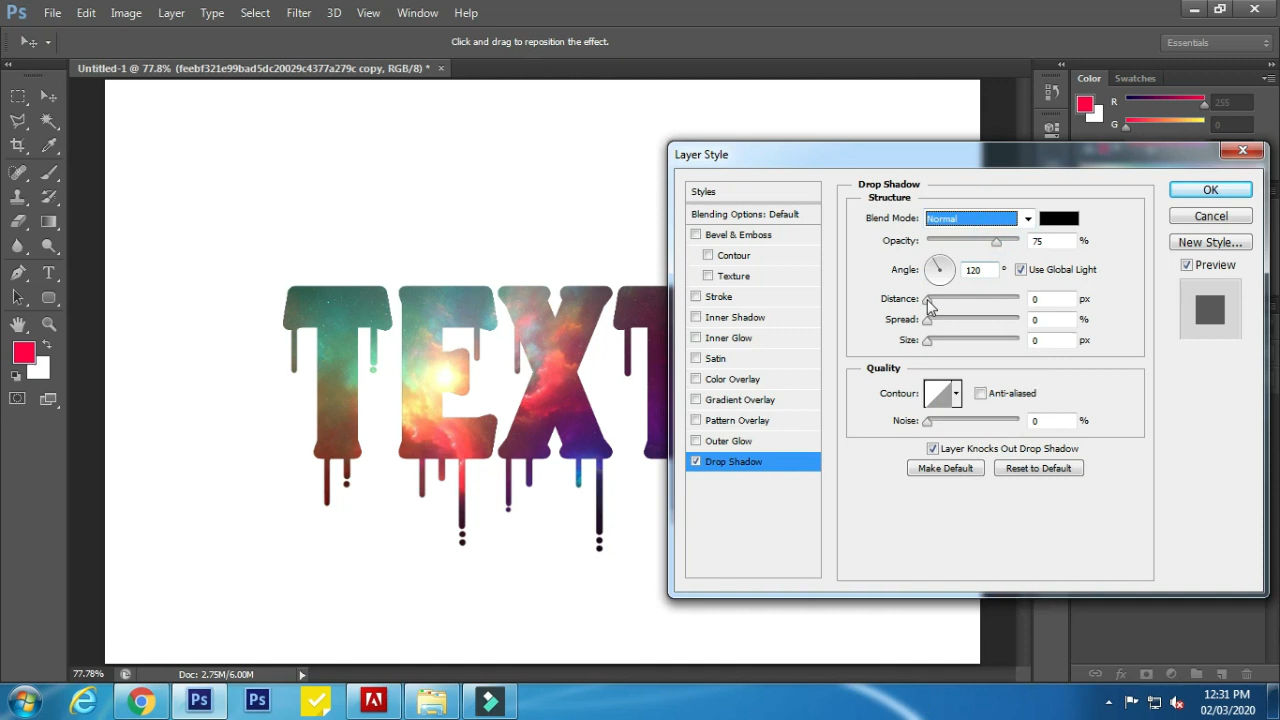 Ps File Edit Image Layer Type Select Filter 3D View Window Help
Click and drag to reposition the effect.
Essentials
Untitled-1 @ 77.8% (feebf321e99bad5dc20029c4377a279c copy, RGB/8) * ×
Color Swatches
R 255
G 0
Layer Style
Styles
Blending Options: Default
Bevel & Emboss
Contour
Texture
Stroke
Inner Shadow
Inner Glow
Satin
Color Overlay
Gradient Overlay
Pattern Overlay
Outer Glow
Drop Shadow
Drop Shadow
Structure
Blend Mode: Normal
Opacity: 75 %
Angle: 120 ° Use Global Light
Distance: 0 px
Spread: 0 %
Size: 0 px
Quality
Contour: Anti-aliased
Noise: 0 %
Layer Knocks Out Drop Shadow
Make Default Reset to Default
OK
Cancel
New Style...
Preview
TEXT
77.78% Doc: 2.75M/6.00M
fx
Ps Ps
12:31 PM
02/03/2020